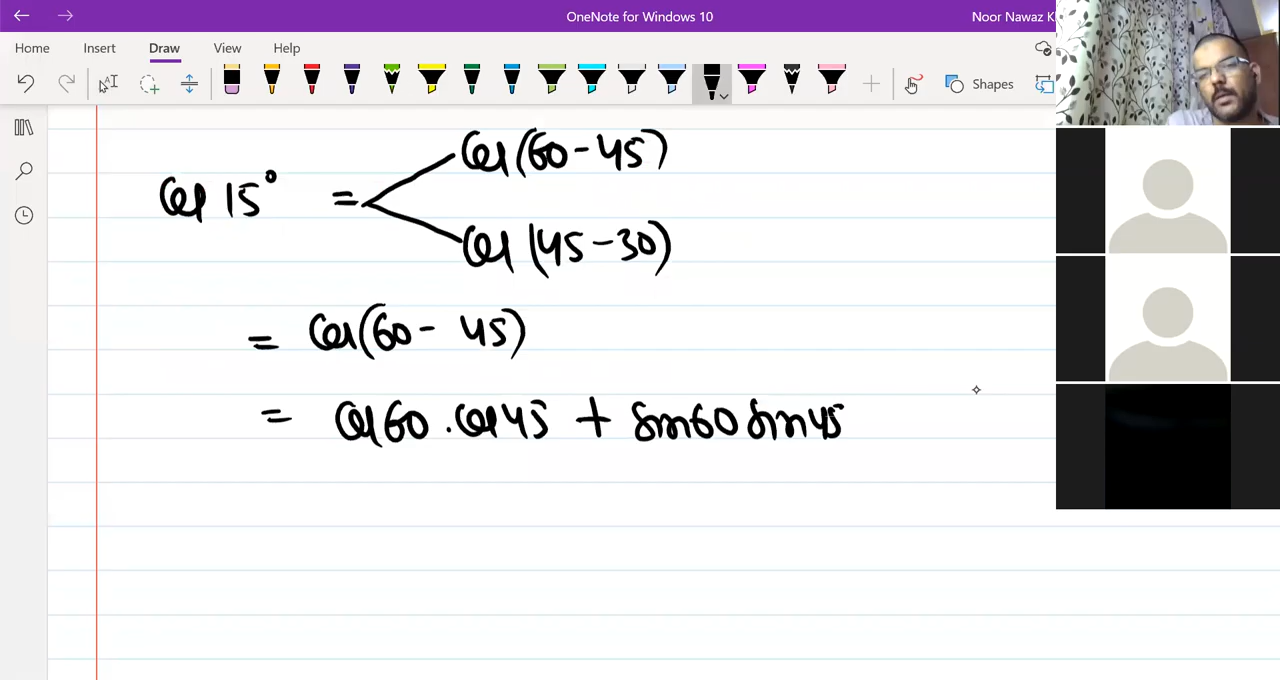 OneNote for Windows 10
Noor Nawaz K
Home Insert Draw View Help
Shapes
Cos(60-45)
Cos 15° =
Cos(45-30)
= Cos(60-45)
= Cos60.Cos45 + Sin60 Sin45